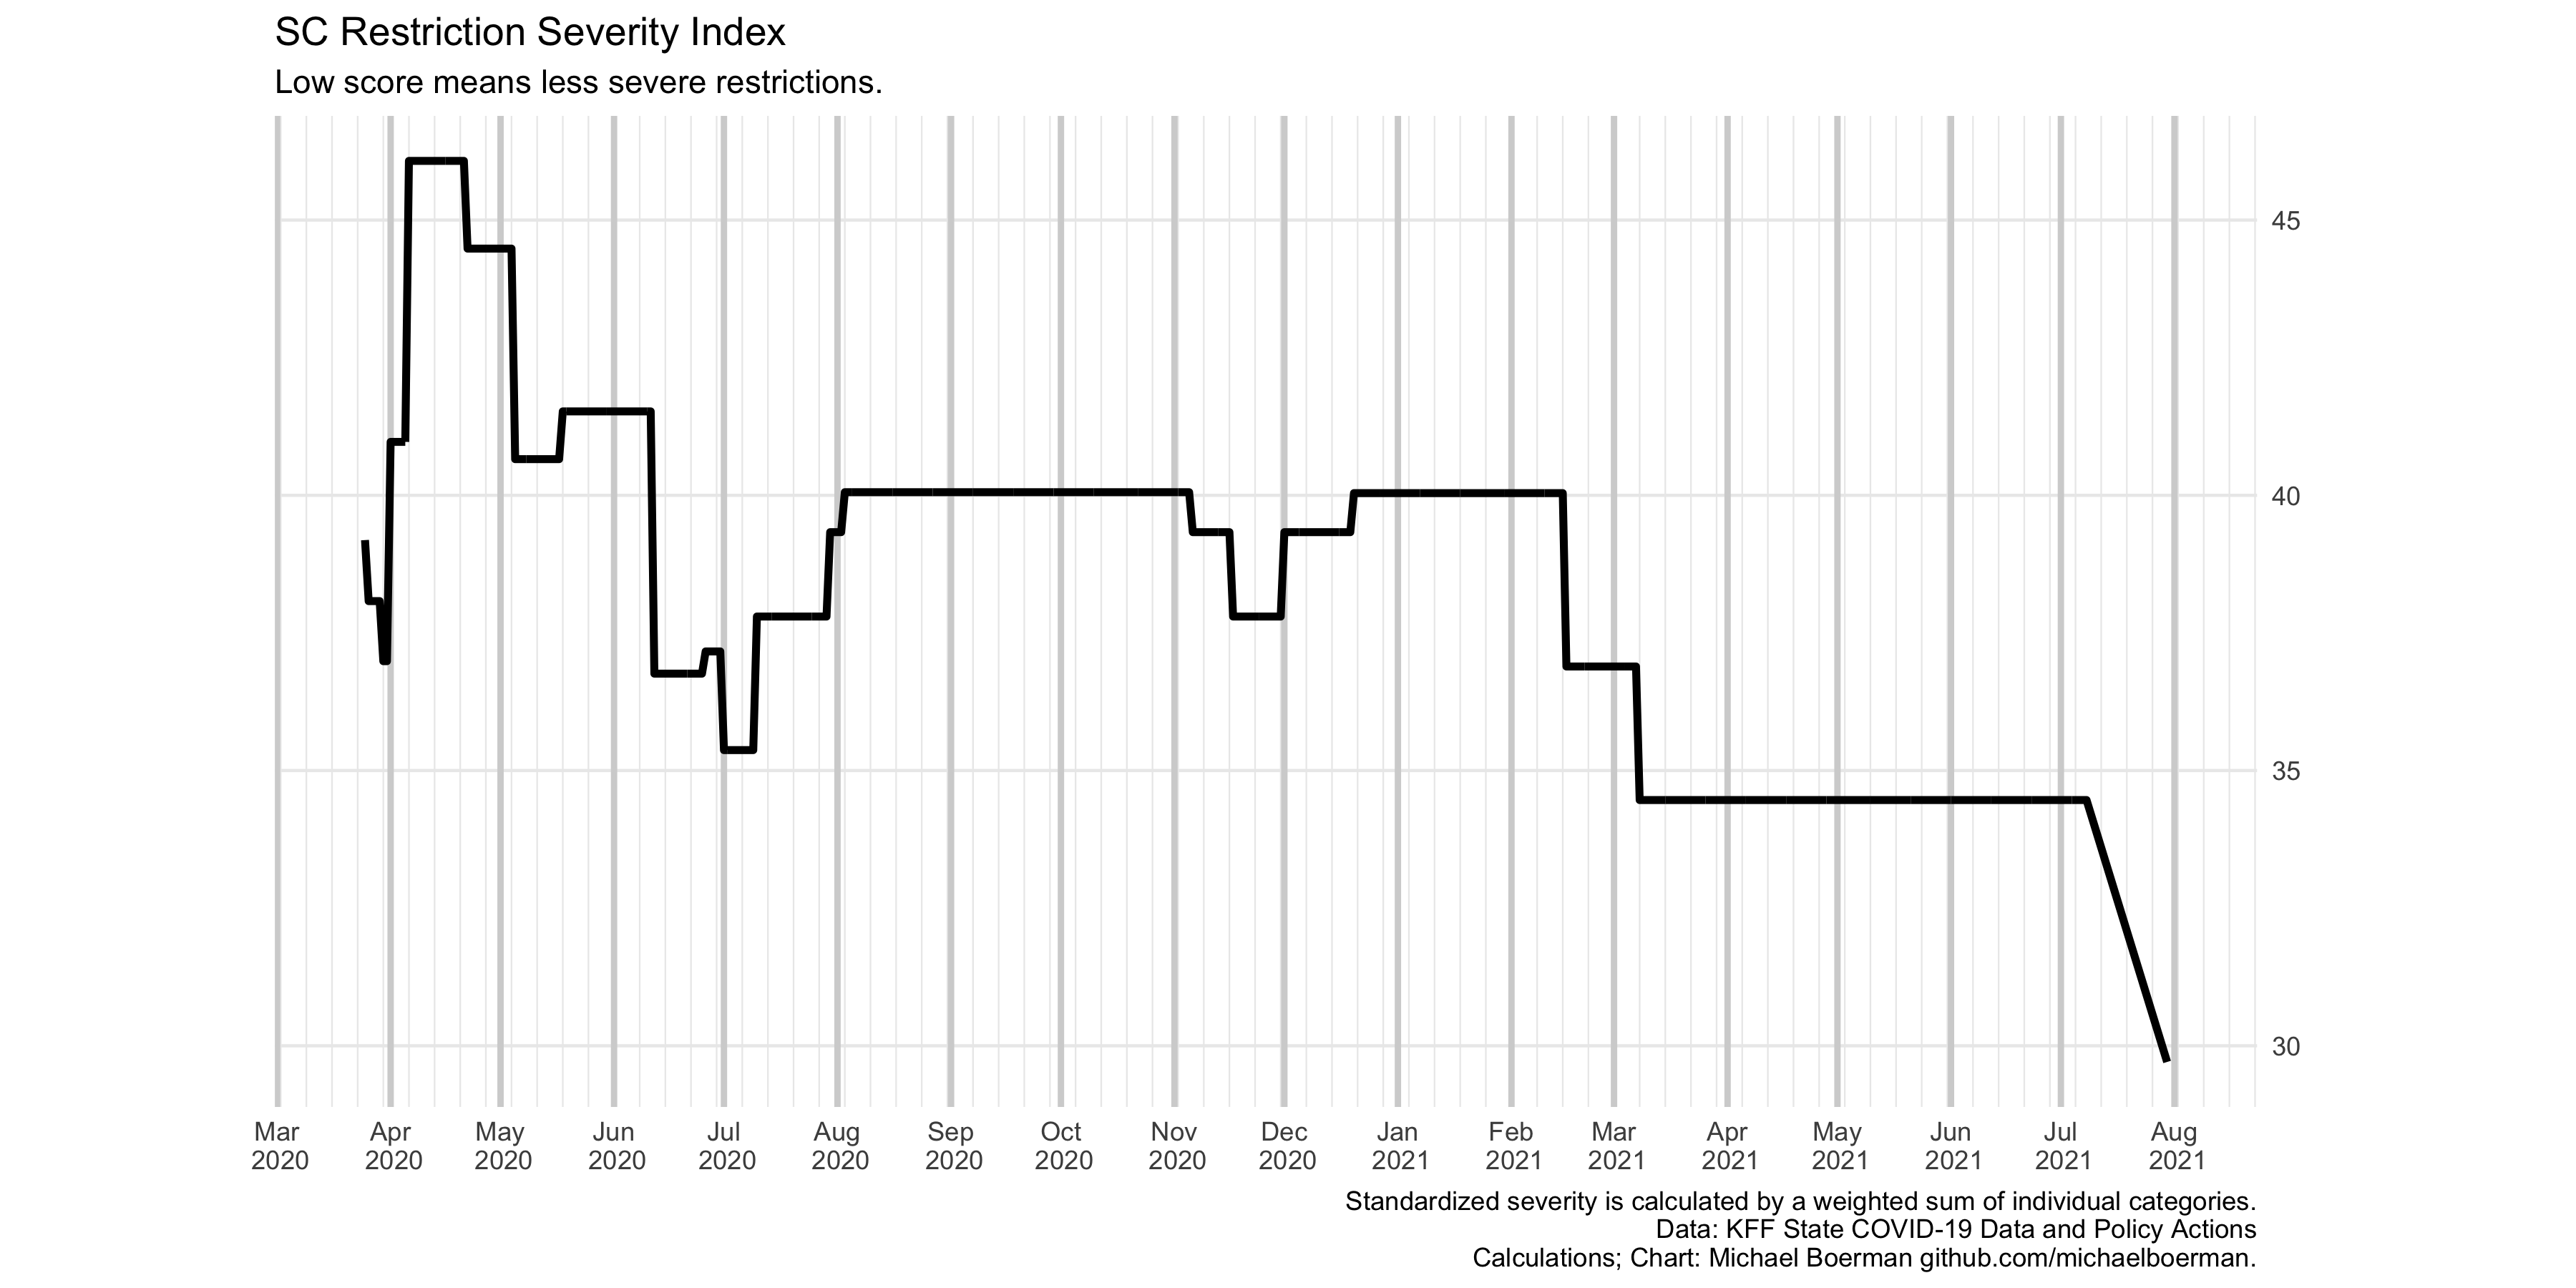 SC Restriction Severity Index
Low score means less severe restrictions.
45
40
35
30
Mar Apr May Jun Jul Aug Sep Oct Nov Dec Jan Feb Mar Apr May Jun Jul Aug
2020 2020 2020 2020 2020 2020 2020 2020 2020 2020 2021 2021 2021 2021 2021 2021 2021 2021
Standardized severity is calculated by a weighted sum of individual categories.
Data: KFF State COVID-19 Data and Policy Actions
Calculations; Chart: Michael Boerman github.com/michaelboerman.